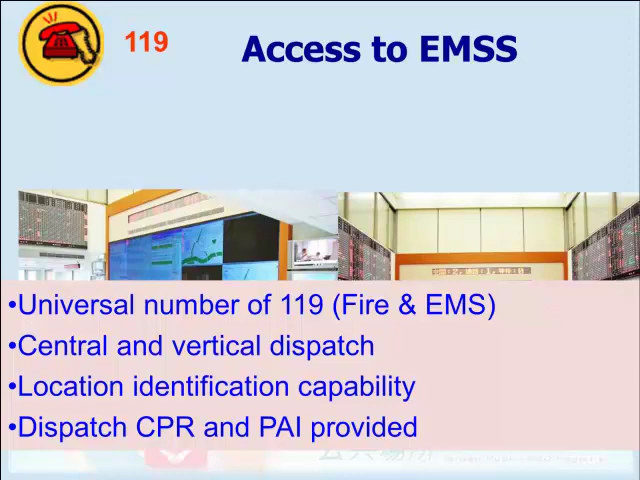 119
Access to EMSS
•Universal number of 119 (Fire & EMS)
•Central and vertical dispatch
•Location identification capability
•Dispatch CPR and PAI provided